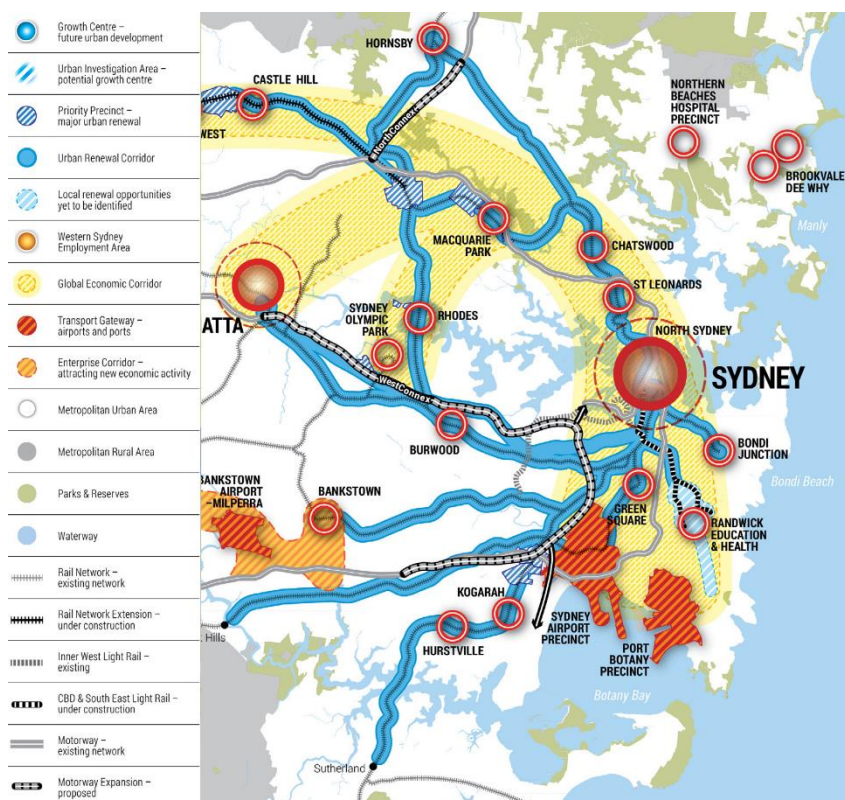 Growth Centre –
future urban development
Urban Investigation Area –
potential growth centre
Priority Precinct –
major urban renewal
Urban Renewal Corridor
Local renewal opportunities
yet to be identified
Western Sydney
Employment Area
Global Economic Corridor
Transport Gateway –
airports and ports
Enterprise Corridor –
attracting new economic activity
Metropolitan Urban Area
Metropolitan Rural Area
Parks & Reserves
Waterway
Rail Network –
existing network
Rail Network Extension –
under construction
Inner West Light Rail –
existing
CBD & South East Light Rail –
under construction
Motorway –
existing network
Motorway Expansion –
proposed
HORNSBY
CASTLE HILL
WEST
NorthConnex
NORTHERN
BEACHES
HOSPITAL
PRECINCT
BROOKVALE
DEE WHY
Manly
MACQUARIE
PARK
CHATSWOOD
ST LEONARDS
ATTA
SYDNEY
OLYMPIC
PARK
RHODES
NORTH SYDNEY
SYDNEY
WestConnex
BURWOOD
BONDI
JUNCTION
Bondi Beach
BANKSTOWN
AIRPORT
–MILPERRA
BANKSTOWN
GREEN
SQUARE
RANDWICK
EDUCATION
& HEALTH
KOGARAH
HURSTVILLE
SYDNEY
AIRPORT
PRECINCT
PORT
BOTANY
PRECINCT
Hills
Botany Bay
Sutherland